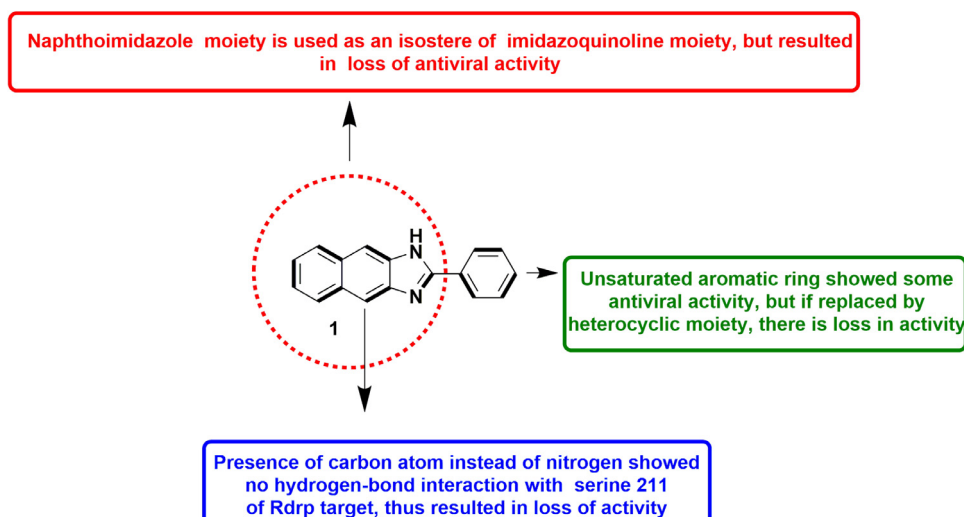 Naphthoimidazole moiety is used as an isostere of imidazoquinoline moiety, but resulted
in loss of antiviral activity
H
N
N
1
Unsaturated aromatic ring showed some
antiviral activity, but if replaced by
heterocyclic moiety, there is loss in activity
Presence of carbon atom instead of nitrogen showed
no hydrogen-bond interaction with serine 211
of Rdrp target, thus resulted in loss of activity